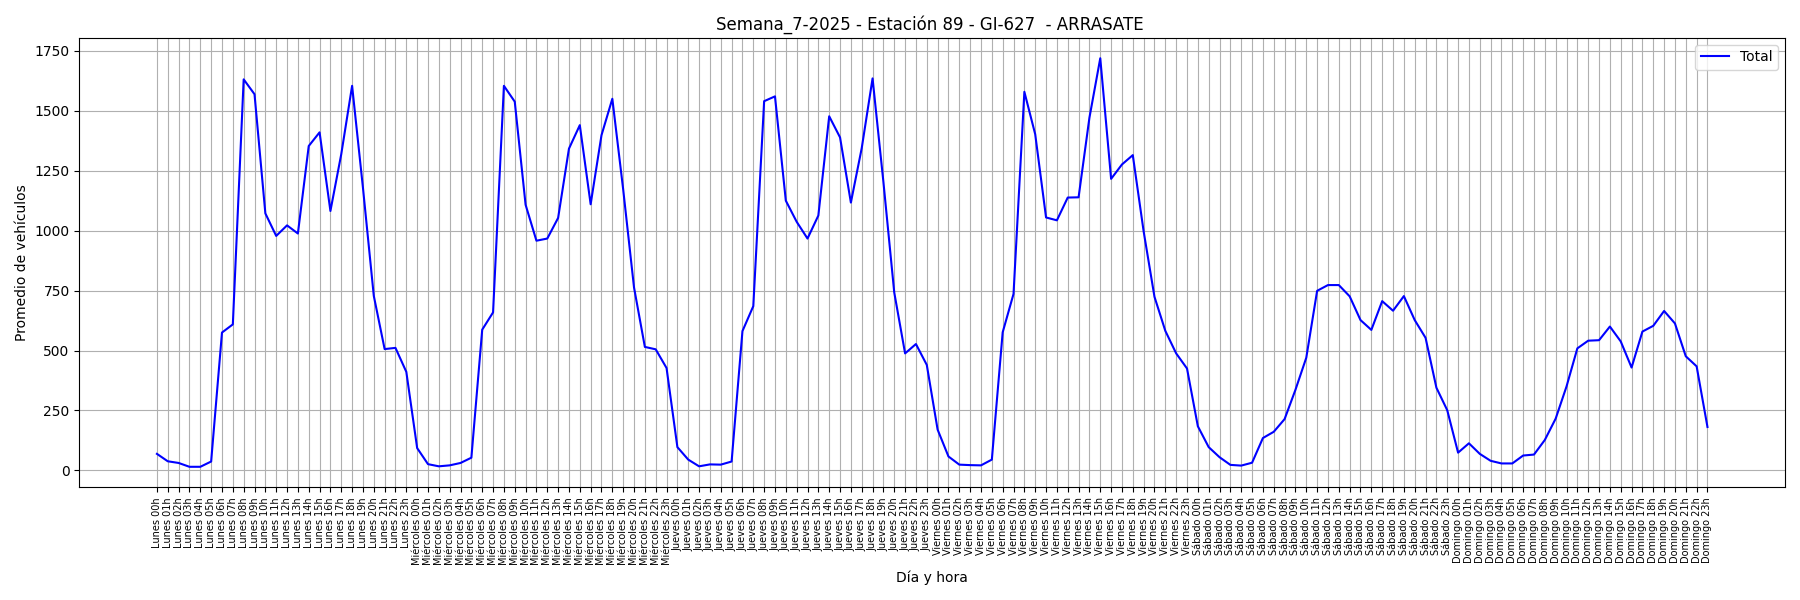 Semana_7-2025 - Estación 89 - GI-627  - ARRASATE
Total
Promedio de vehículos
1750
1500
1250
1000
750
500
250
0
Lunes 00h
Lunes 01h
Lunes 02h
Lunes 03h
Lunes 04h
Lunes 05h
Lunes 06h
Lunes 07h
Lunes 08h
Lunes 09h
Lunes 10h
Lunes 11h
Lunes 12h
Lunes 13h
Lunes 14h
Lunes 15h
Lunes 16h
Lunes 17h
Lunes 18h
Lunes 19h
Lunes 20h
Lunes 21h
Lunes 22h
Lunes 23h
Miércoles 00h
Miércoles 01h
Miércoles 02h
Miércoles 03h
Miércoles 04h
Miércoles 05h
Miércoles 06h
Miércoles 07h
Miércoles 08h
Miércoles 09h
Miércoles 10h
Miércoles 11h
Miércoles 12h
Miércoles 13h
Miércoles 14h
Miércoles 15h
Miércoles 16h
Miércoles 17h
Miércoles 18h
Miércoles 19h
Miércoles 20h
Miércoles 21h
Miércoles 22h
Miércoles 23h
Jueves 00h
Jueves 01h
Jueves 02h
Jueves 03h
Jueves 04h
Jueves 05h
Jueves 06h
Jueves 07h
Jueves 08h
Jueves 09h
Jueves 10h
Jueves 11h
Jueves 12h
Jueves 13h
Jueves 14h
Jueves 15h
Jueves 16h
Jueves 17h
Jueves 18h
Jueves 19h
Jueves 20h
Jueves 21h
Jueves 22h
Jueves 23h
Viernes 00h
Viernes 01h
Viernes 02h
Viernes 03h
Viernes 04h
Viernes 05h
Viernes 06h
Viernes 07h
Viernes 08h
Viernes 09h
Viernes 10h
Viernes 11h
Viernes 12h
Viernes 13h
Viernes 14h
Viernes 15h
Viernes 16h
Viernes 17h
Viernes 18h
Viernes 19h
Viernes 20h
Viernes 21h
Viernes 22h
Viernes 23h
Sábado 00h
Sábado 01h
Sábado 02h
Sábado 03h
Sábado 04h
Sábado 05h
Sábado 06h
Sábado 07h
Sábado 08h
Sábado 09h
Sábado 10h
Sábado 11h
Sábado 12h
Sábado 13h
Sábado 14h
Sábado 15h
Sábado 16h
Sábado 17h
Sábado 18h
Sábado 19h
Sábado 20h
Sábado 21h
Sábado 22h
Sábado 23h
Domingo 00h
Domingo 01h
Domingo 02h
Domingo 03h
Domingo 04h
Domingo 05h
Domingo 06h
Domingo 07h
Domingo 08h
Domingo 09h
Domingo 10h
Domingo 11h
Domingo 12h
Domingo 13h
Domingo 14h
Domingo 15h
Domingo 16h
Domingo 17h
Domingo 18h
Domingo 19h
Domingo 20h
Domingo 21h
Domingo 22h
Domingo 23h
Día y hora